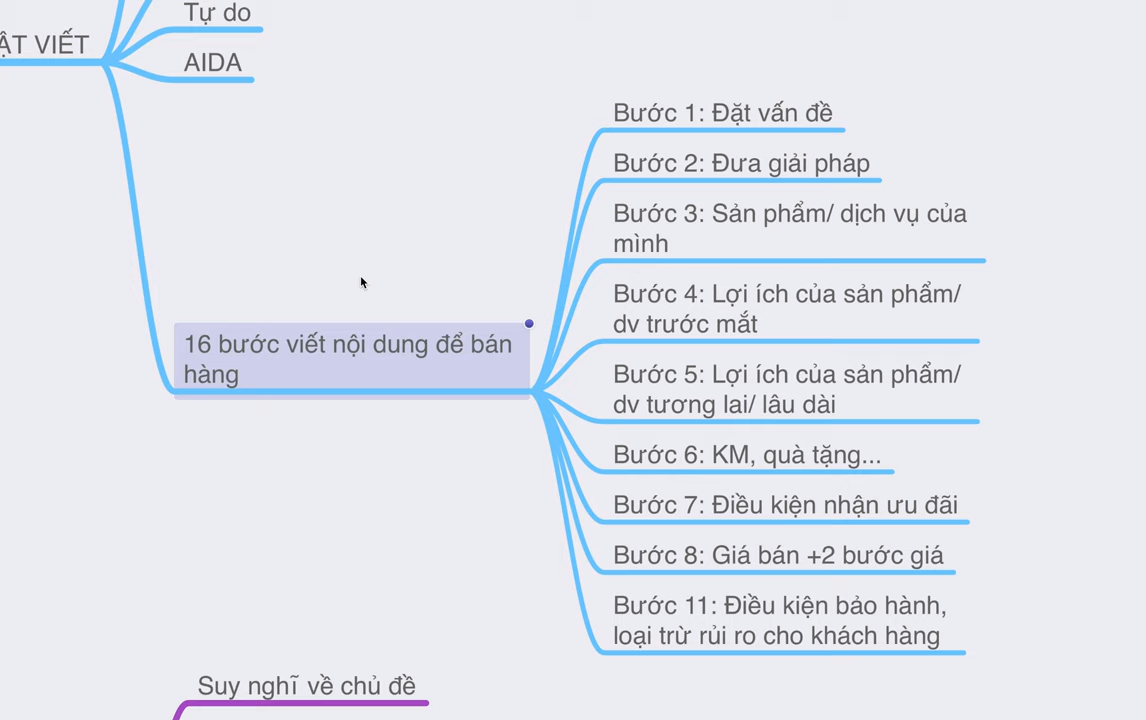 Tự do
ẬT VIẾT
AIDA
Bước 1: Đặt vấn đề
Bước 2: Đưa giải pháp
Bước 3: Sản phẩm/ dịch vụ của
mình
Bước 4: Lợi ích của sản phẩm/
dv trước mắt
16 bước viết nội dung để bán
hàng
Bước 5: Lợi ích của sản phẩm/
dv tương lai/ lâu dài
Bước 6: KM, quà tặng...
Bước 7: Điều kiện nhận ưu đãi
Bước 8: Giá bán +2 bước giá
Bước 11: Điều kiện bảo hành,
loại trừ rủi ro cho khách hàng
Suy nghĩ về chủ đề